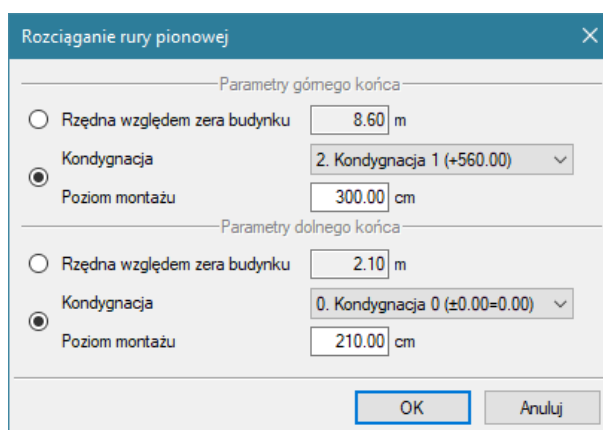 Rozciąganie rury pionowej
Parametry górnego końca
Rzędna względem zera budynku 8.60 m
Kondygnacja 2. Kondygnacja 1 (+560.00)
Poziom montażu 300.00 cm
Parametry dolnego końca
Rzędna względem zera budynku 2.10 m
Kondygnacja 0. Kondygnacja 0 (±0.00=0.00)
Poziom montażu 210.00 cm
OK Anuluj